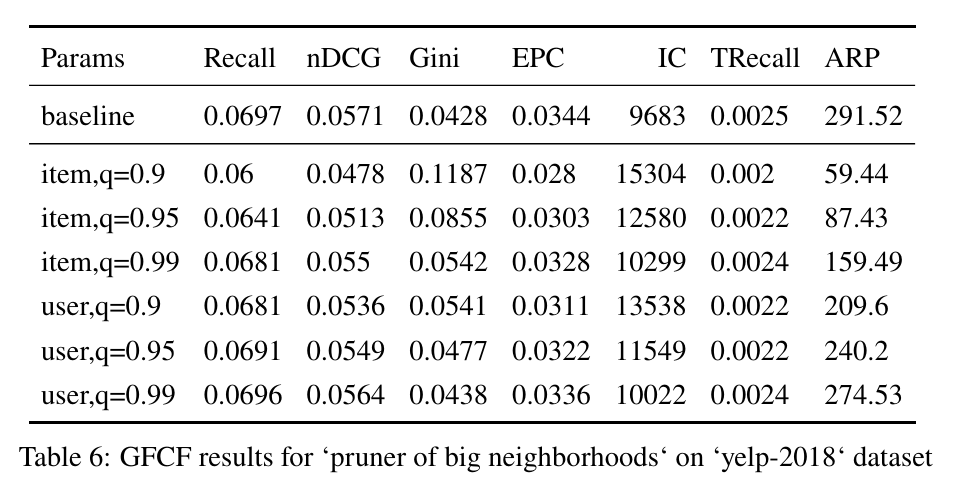 Params Recall nDCG Gini EPC IC TRecall ARP
baseline 0.0697 0.0571 0.0428 0.0344 9683 0.0025 291.52
item,q=0.9 0.06 0.0478 0.1187 0.028 15304 0.002 59.44
item,q=0.95 0.0641 0.0513 0.0855 0.0303 12580 0.0022 87.43
item,q=0.99 0.0681 0.055 0.0542 0.0328 10299 0.0024 159.49
user,q=0.9 0.0681 0.0536 0.0541 0.0311 13538 0.0022 209.6
user,q=0.95 0.0691 0.0549 0.0477 0.0322 11549 0.0022 240.2
user,q=0.99 0.0696 0.0564 0.0438 0.0336 10022 0.0024 274.53
Table 6: GFCF results for ‘pruner of big neighborhoods‘ on ‘yelp-2018‘ dataset